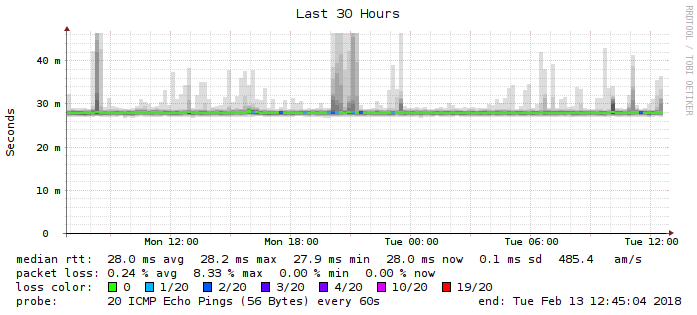 Last 30 Hours
RRDTOOL / TOBI OETIKER
Seconds
40 m
30 m
20 m
10 m
0
Mon 12:00 Mon 18:00 Tue 00:00 Tue 06:00 Tue 12:00
median rtt: 28.0 ms avg 28.2 ms max 27.9 ms min 28.0 ms now 0.1 ms sd 485.4 am/s
packet loss: 0.24 % avg 8.33 % max 0.00 % min 0.00 % now
loss color: 0 1/20 2/20 3/20 4/20 10/20 19/20
probe: 20 ICMP Echo Pings (56 Bytes) every 60s end: Tue Feb 13 12:45:04 2018